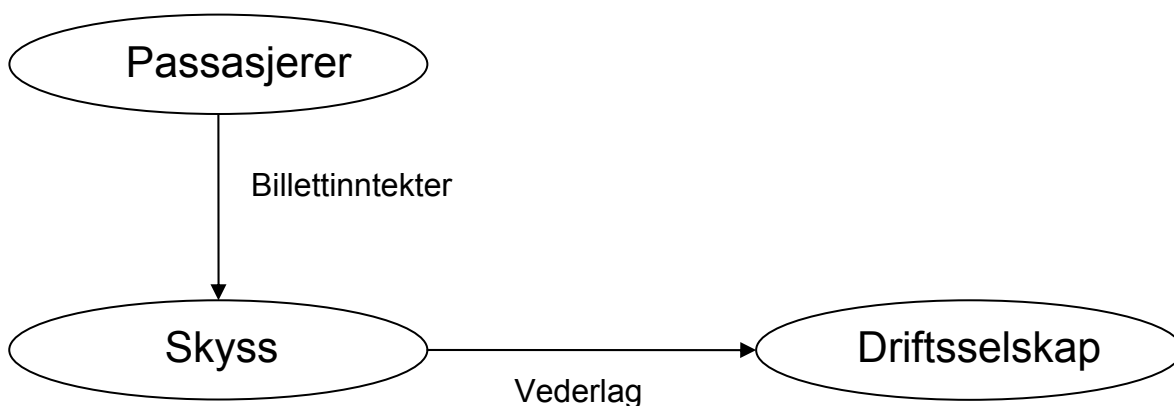 Passasjerer
Billettinntekter
Skyss
Driftsselskap
Vederlag